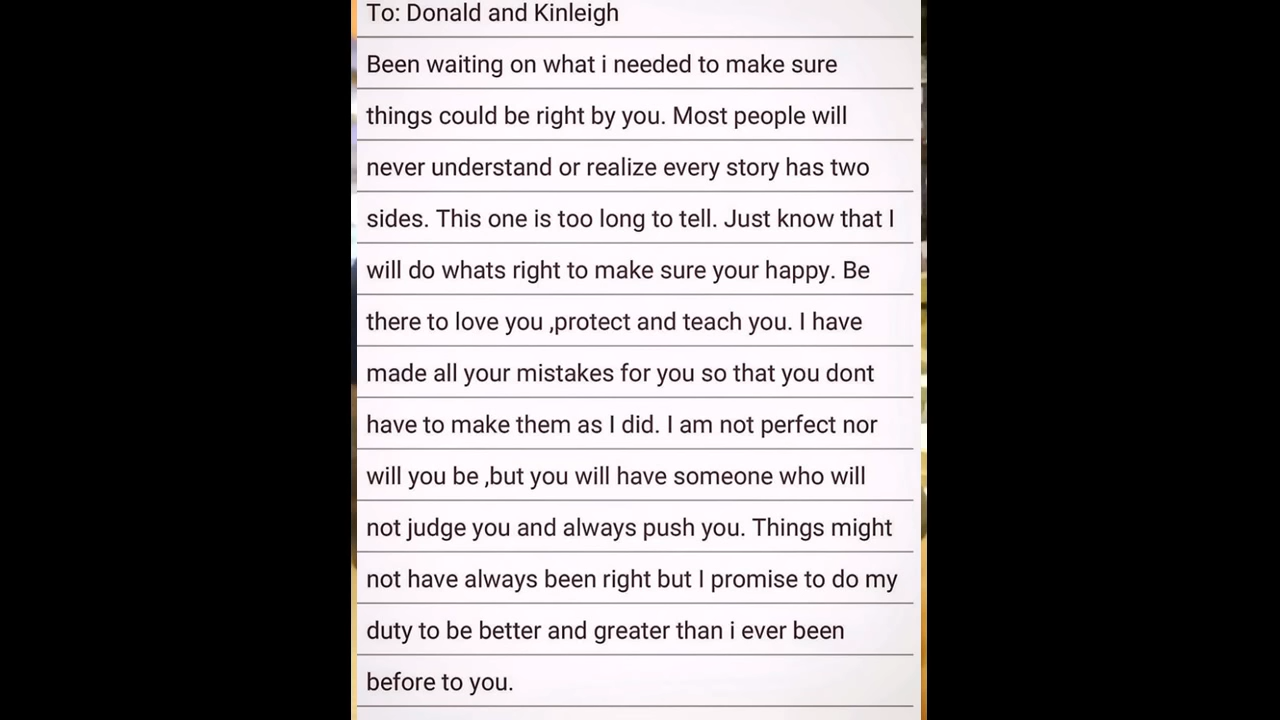 To: Donald and Kinleigh
Been waiting on what i needed to make sure
things could be right by you. Most people will
never understand or realize every story has two
sides. This one is too long to tell. Just know that I
will do whats right to make sure your happy. Be
there to love you ,protect and teach you. I have
made all your mistakes for you so that you dont
have to make them as I did. I am not perfect nor
will you be ,but you will have someone who will
not judge you and always push you. Things might
not have always been right but I promise to do my
duty to be better and greater than i ever been
before to you.